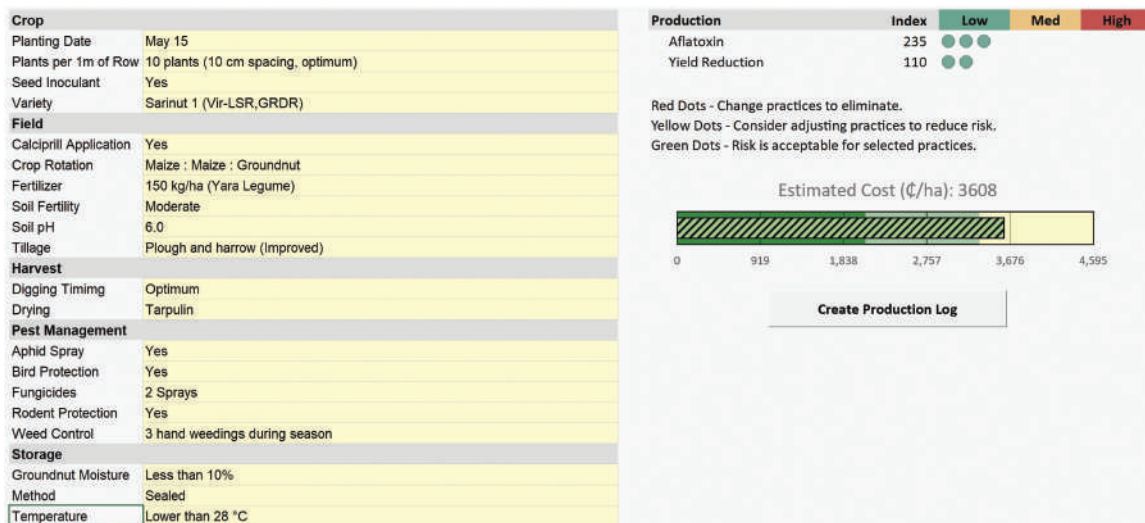 Crop
Planting Date May 15
Plants per 1m of Row 10 plants (10 cm spacing, optimum)
Seed Inoculant Yes
Variety Sarinut 1 (Vir-LSR,GRDR)
Field
Calciprill Application Yes
Crop Rotation Maize : Maize : Groundnut
Fertilizer 150 kg/ha (Yara Legume)
Soil Fertility Moderate
Soil pH 6.0
Tillage Plough and harrow (Improved)
Harvest
Digging Timimg Optimum
Drying Tarpulin
Pest Management
Aphid Spray Yes
Bird Protection Yes
Fungicides 2 Sprays
Rodent Protection Yes
Weed Control 3 hand weedings during season
Storage
Groundnut Moisture Less than 10%
Method Sealed
Temperature Lower than 28 °C
Production Index Low Med High
Aflatoxin 235
Yield Reduction 110
Red Dots - Change practices to eliminate.
Yellow Dots - Consider adjusting practices to reduce risk.
Green Dots - Risk is acceptable for selected practices.
Estimated Cost (₵/ha): 3608
0 919 1,838 2,757 3,676 4,595
Create Production Log